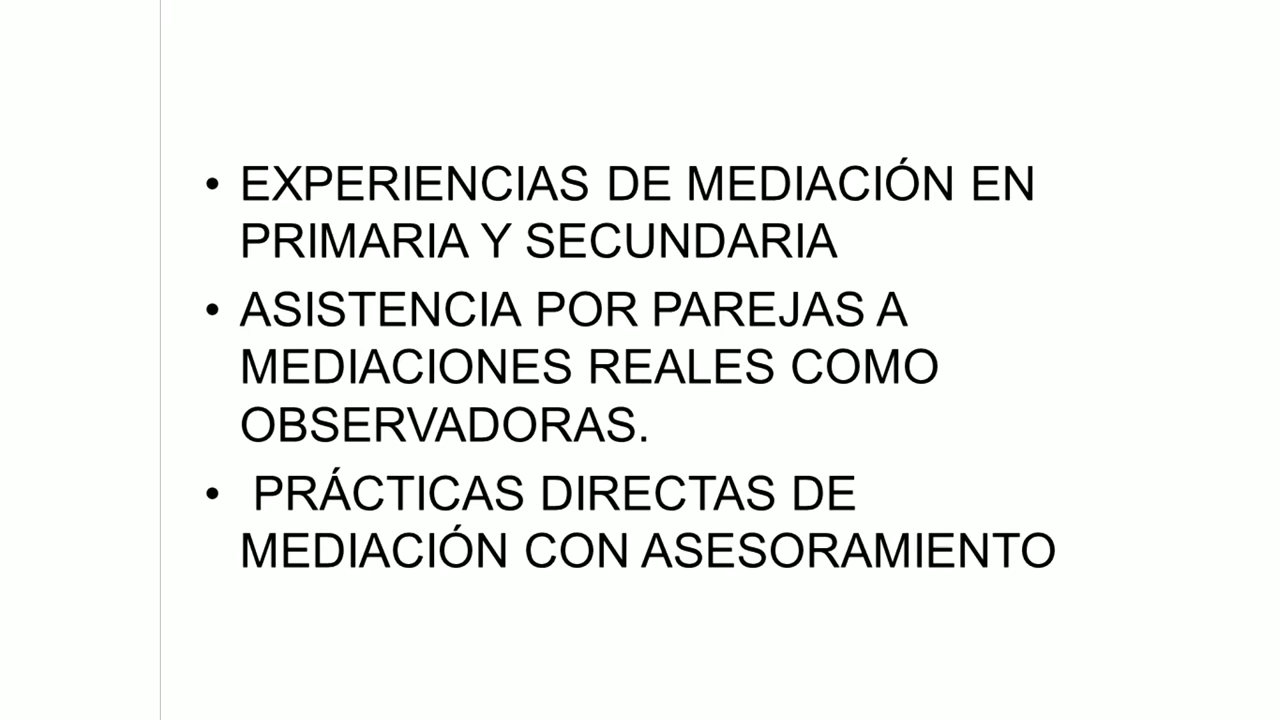 • EXPERIENCIAS DE MEDIACIÓN EN
PRIMARIA Y SECUNDARIA
• ASISTENCIA POR PAREJAS A
MEDIACIONES REALES COMO
OBSERVADORAS.
• PRÁCTICAS DIRECTAS DE
MEDIACIÓN CON ASESORAMIENTO